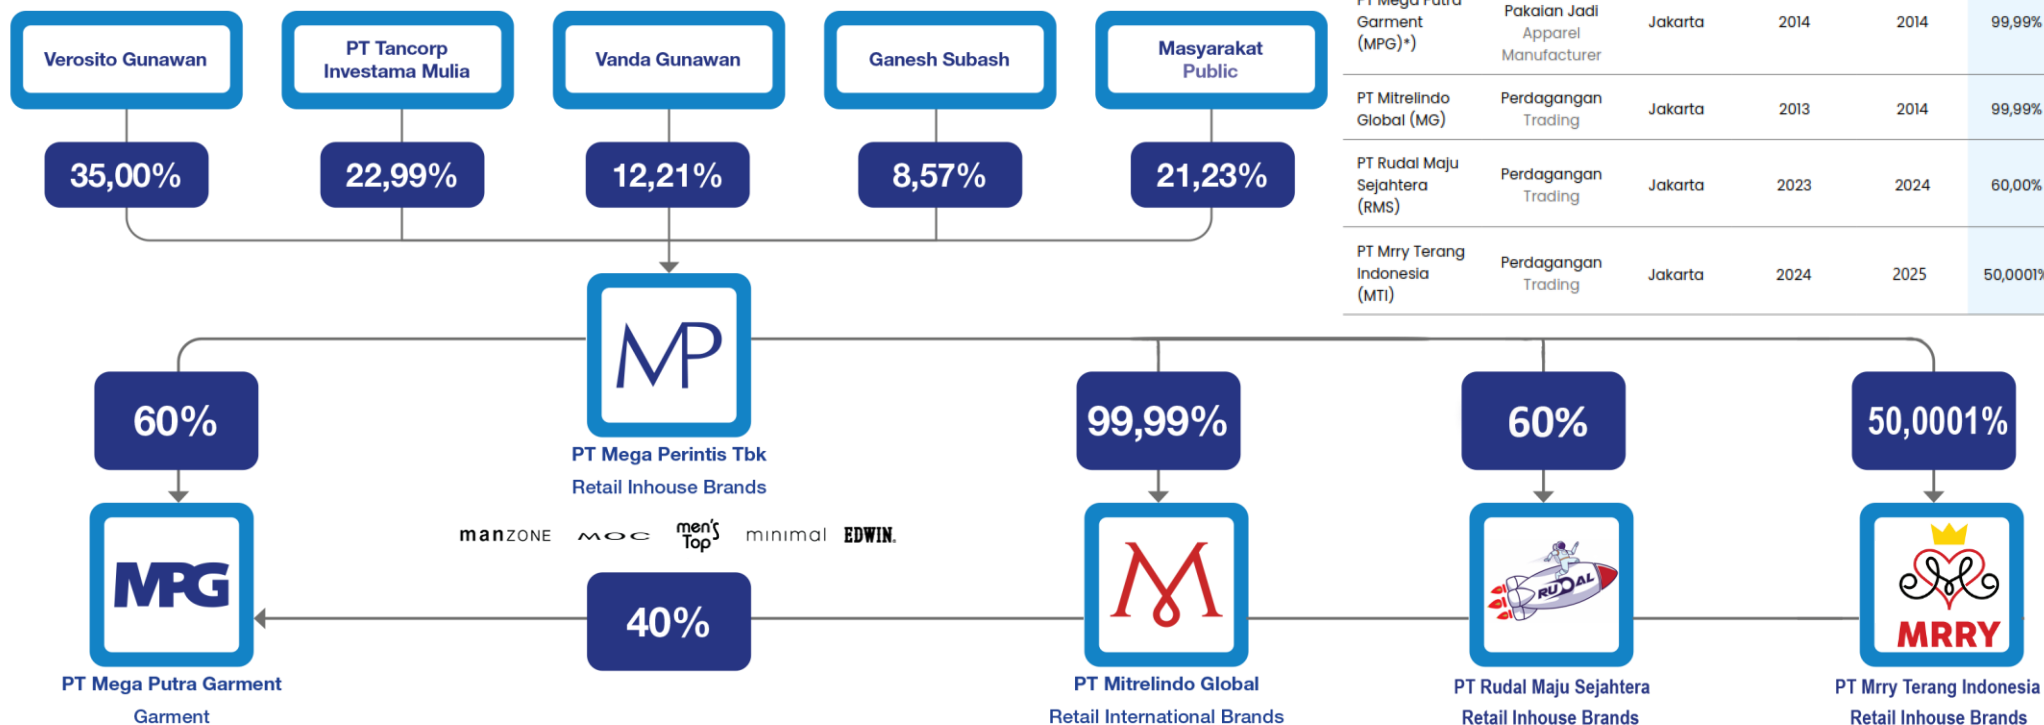 Verosito Gunawan
PT Tancorp
Investama Mulia
Vanda Gunawan
Ganesh Subash
Masyarakat
Public
35,00%
22,99%
12,21%
8,57%
21,23%
PT Mega Putra
Garment
(MPG)*)
Pakaian Jadi
Apparel
Manufacturer
Jakarta
2014
2014
99,99%
PT Mitrelindo
Global (MG)
Perdagangan
Trading
Jakarta
2013
2014
99,99%
PT Rudal Maju
Sejahtera
(RMS)
Perdagangan
Trading
Jakarta
2023
2024
60,00%
PT Mrry Terang
Indonesia
(MTI)
Perdagangan
Trading
Jakarta
2024
2025
50,0001%
MP
PT Mega Perintis Tbk
Retail Inhouse Brands
60%
99,99%
60%
50,0001%
manzone
MOC
men's
Top
minimal
EDWIN.
MPG
40%
M
RUDAL
MRRY
PT Mega Putra Garment
Garment
PT Mitrelindo Global
Retail International Brands
PT Rudal Maju Sejahtera
Retail Inhouse Brands
PT Mrry Terang Indonesia
Retail Inhouse Brands